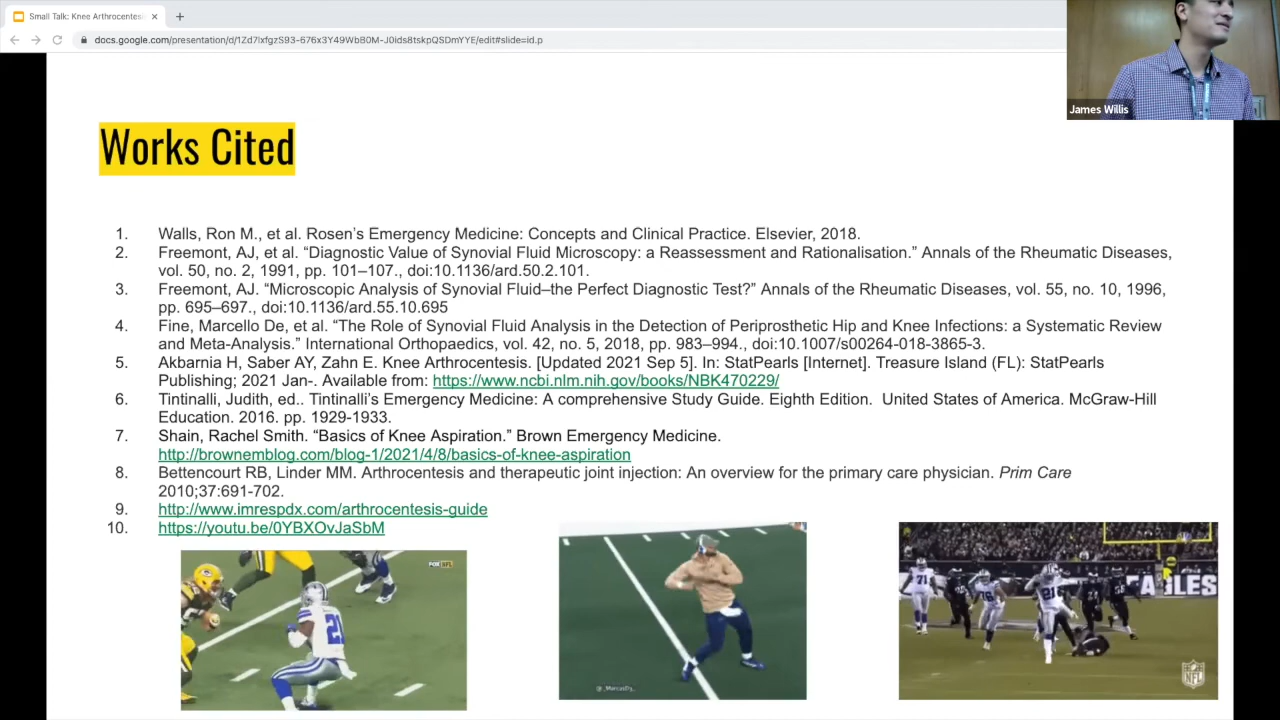 Small Talk: Knee Arthrocentesis
docs.google.com/presentation/d/1Zd7lxfgzS93-676x3Y49WbB0M-J0ids8tskpQSDmYYE/edit#slide=id.p
James Willis
Works Cited
1. Walls, Ron M., et al. Rosen's Emergency Medicine: Concepts and Clinical Practice. Elsevier, 2018.
2. Freemont, AJ, et al. “Diagnostic Value of Synovial Fluid Microscopy: a Reassessment and Rationalisation.” Annals of the Rheumatic Diseases,
vol. 50, no. 2, 1991, pp. 101–107., doi:10.1136/ard.50.2.101.
3. Freemont, AJ. “Microscopic Analysis of Synovial Fluid–the Perfect Diagnostic Test?” Annals of the Rheumatic Diseases, vol. 55, no. 10, 1996,
pp. 695–697., doi:10.1136/ard.55.10.695
4. Fine, Marcello De, et al. “The Role of Synovial Fluid Analysis in the Detection of Periprosthetic Hip and Knee Infections: a Systematic Review
and Meta-Analysis.” International Orthopaedics, vol. 42, no. 5, 2018, pp. 983–994., doi:10.1007/s00264-018-3865-3.
5. Akbarnia H, Saber AY, Zahn E. Knee Arthrocentesis. [Updated 2021 Sep 5]. In: StatPearls [Internet]. Treasure Island (FL): StatPearls
Publishing; 2021 Jan-. Available from: https://www.ncbi.nlm.nih.gov/books/NBK470229/
6. Tintinalli, Judith, ed.. Tintinalli’s Emergency Medicine: A comprehensive Study Guide. Eighth Edition. United States of America. McGraw-Hill
Education. 2016. pp. 1929-1933.
7. Shain, Rachel Smith. “Basics of Knee Aspiration.” Brown Emergency Medicine.
http://brownemblog.com/blog-1/2021/4/8/basics-of-knee-aspiration
8. Bettencourt RB, Linder MM. Arthrocentesis and therapeutic joint injection: An overview for the primary care physician. Prim Care
2010;37:691-702.
9. http://www.imrespdx.com/arthrocentesis-guide
10. https://youtu.be/0YBXOvJaSbM
FOX NFL
21
@_MarcusD_
71
76
21
EAGLES
NFL